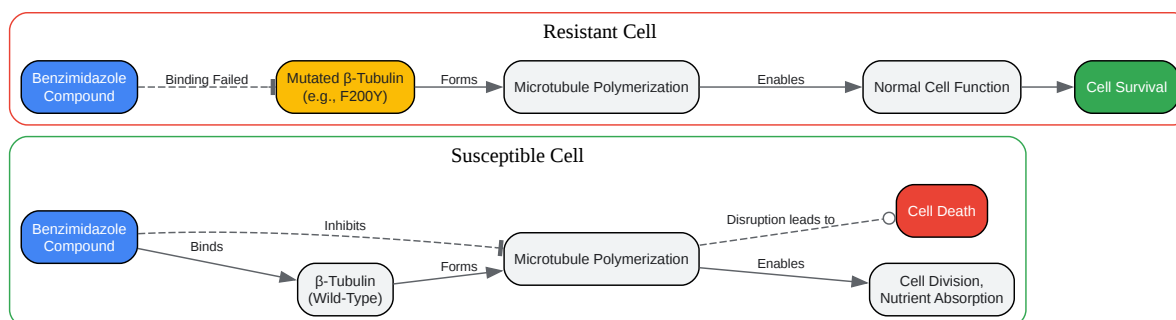 Resistant Cell
Benzimidazole
Compound
Binding Failed
Mutated β-Tubulin
(e.g., F200Y)
Forms
Microtubule Polymerization
Enables
Normal Cell Function
Cell Survival
Susceptible Cell
Benzimidazole
Compound
Inhibits
Binds
β-Tubulin
(Wild-Type)
Forms
Microtubule Polymerization
Disruption leads to
Cell Death
Enables
Cell Division,
Nutrient Absorption